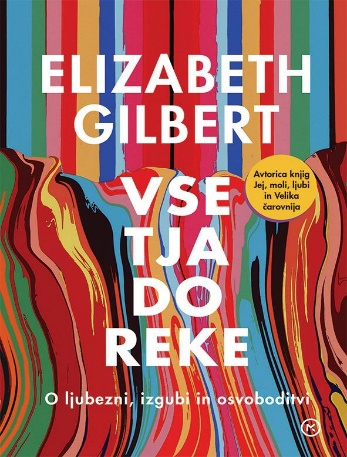 ELIZABETH
GILBERT
Avtorica knjig
Jej, moli, ljubi
in Velika
čarovnija
VSE
TJA
DO
REKE
O ljubezni, izgubi in osvoboditvi